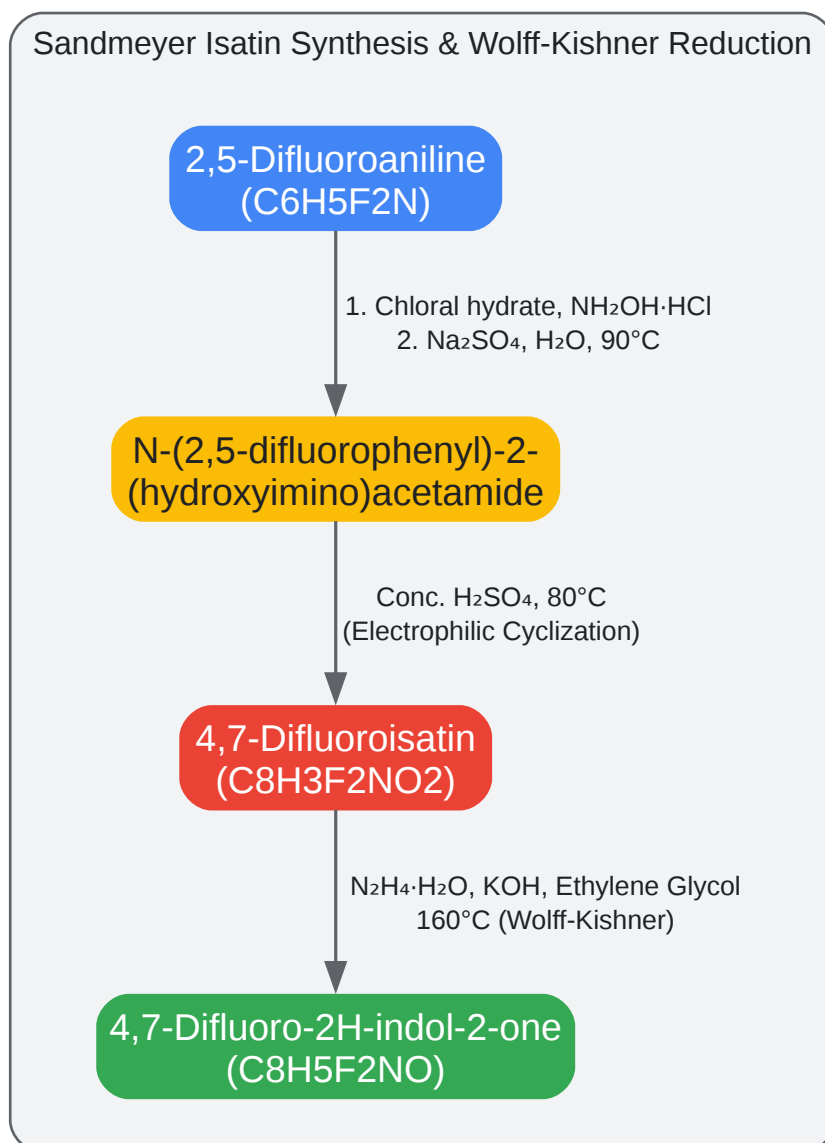 Sandmeyer Isatin Synthesis & Wolff-Kishner Reduction
2,5-Difluoroaniline
(C6H5F2N)
1. Chloral hydrate, NH₂OH·HCl
2. Na₂SO₄, H₂O, 90°C
N-(2,5-difluorophenyl)-2-
(hydroxyimino)acetamide
Conc. H₂SO₄, 80°C
(Electrophilic Cyclization)
4,7-Difluoroisatin
(C8H3F2NO2)
N₂H₄·H₂O, KOH, Ethylene Glycol
160°C (Wolff-Kishner)
4,7-Difluoro-2H-indol-2-one
(C8H5F2NO)